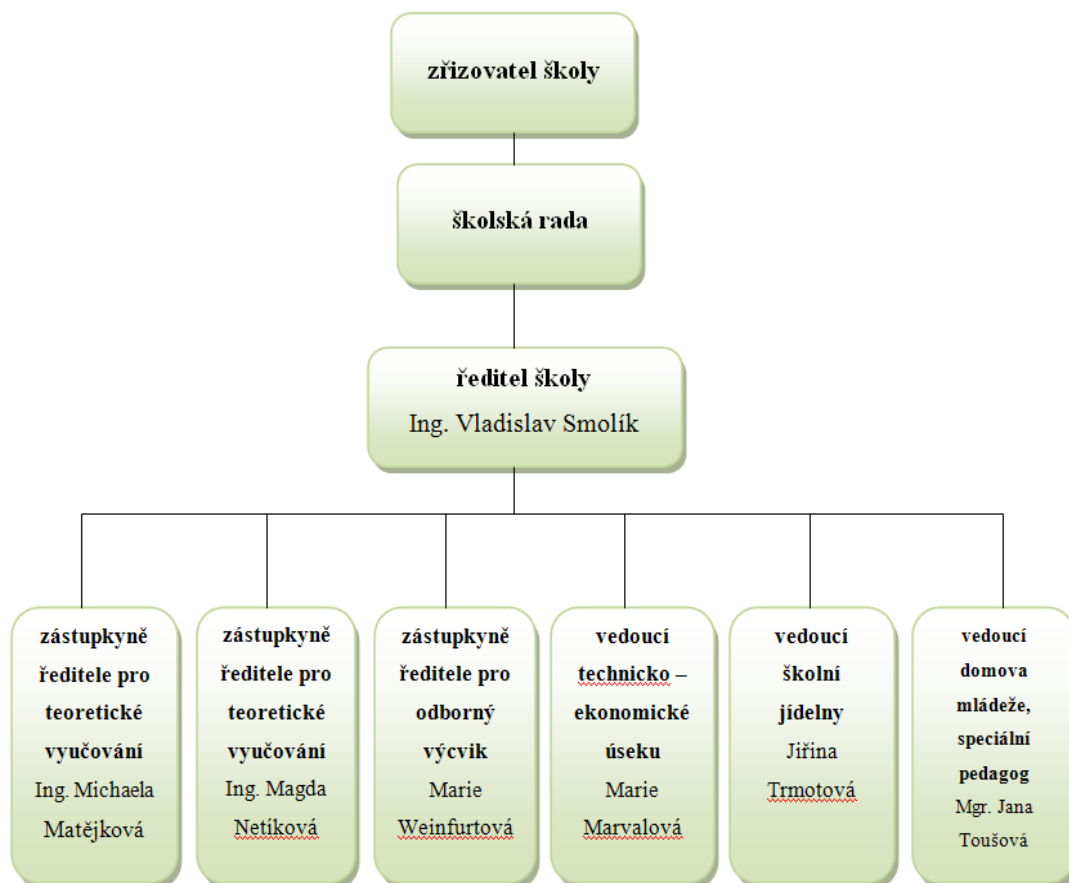 zřizovatel školy
školská rada
ředitel školy
Ing. Vladislav Smolík
zástupkyně
ředitele pro
teoretické
vyučování
Ing. Michaela
Matějková
zástupkyně
ředitele pro
teoretické
vyučování
Ing. Magda
Netíková
zástupkyně
ředitele pro
odborný
výcvik
Marie
Weinfurtová
vedoucí
technicko –
ekonomické
úseku
Marie
Marvalová
vedoucí
školní
jídelny
Jiřina
Trmotová
vedoucí
domova
mládeže,
speciální
pedagog
Mgr. Jana
Toušová